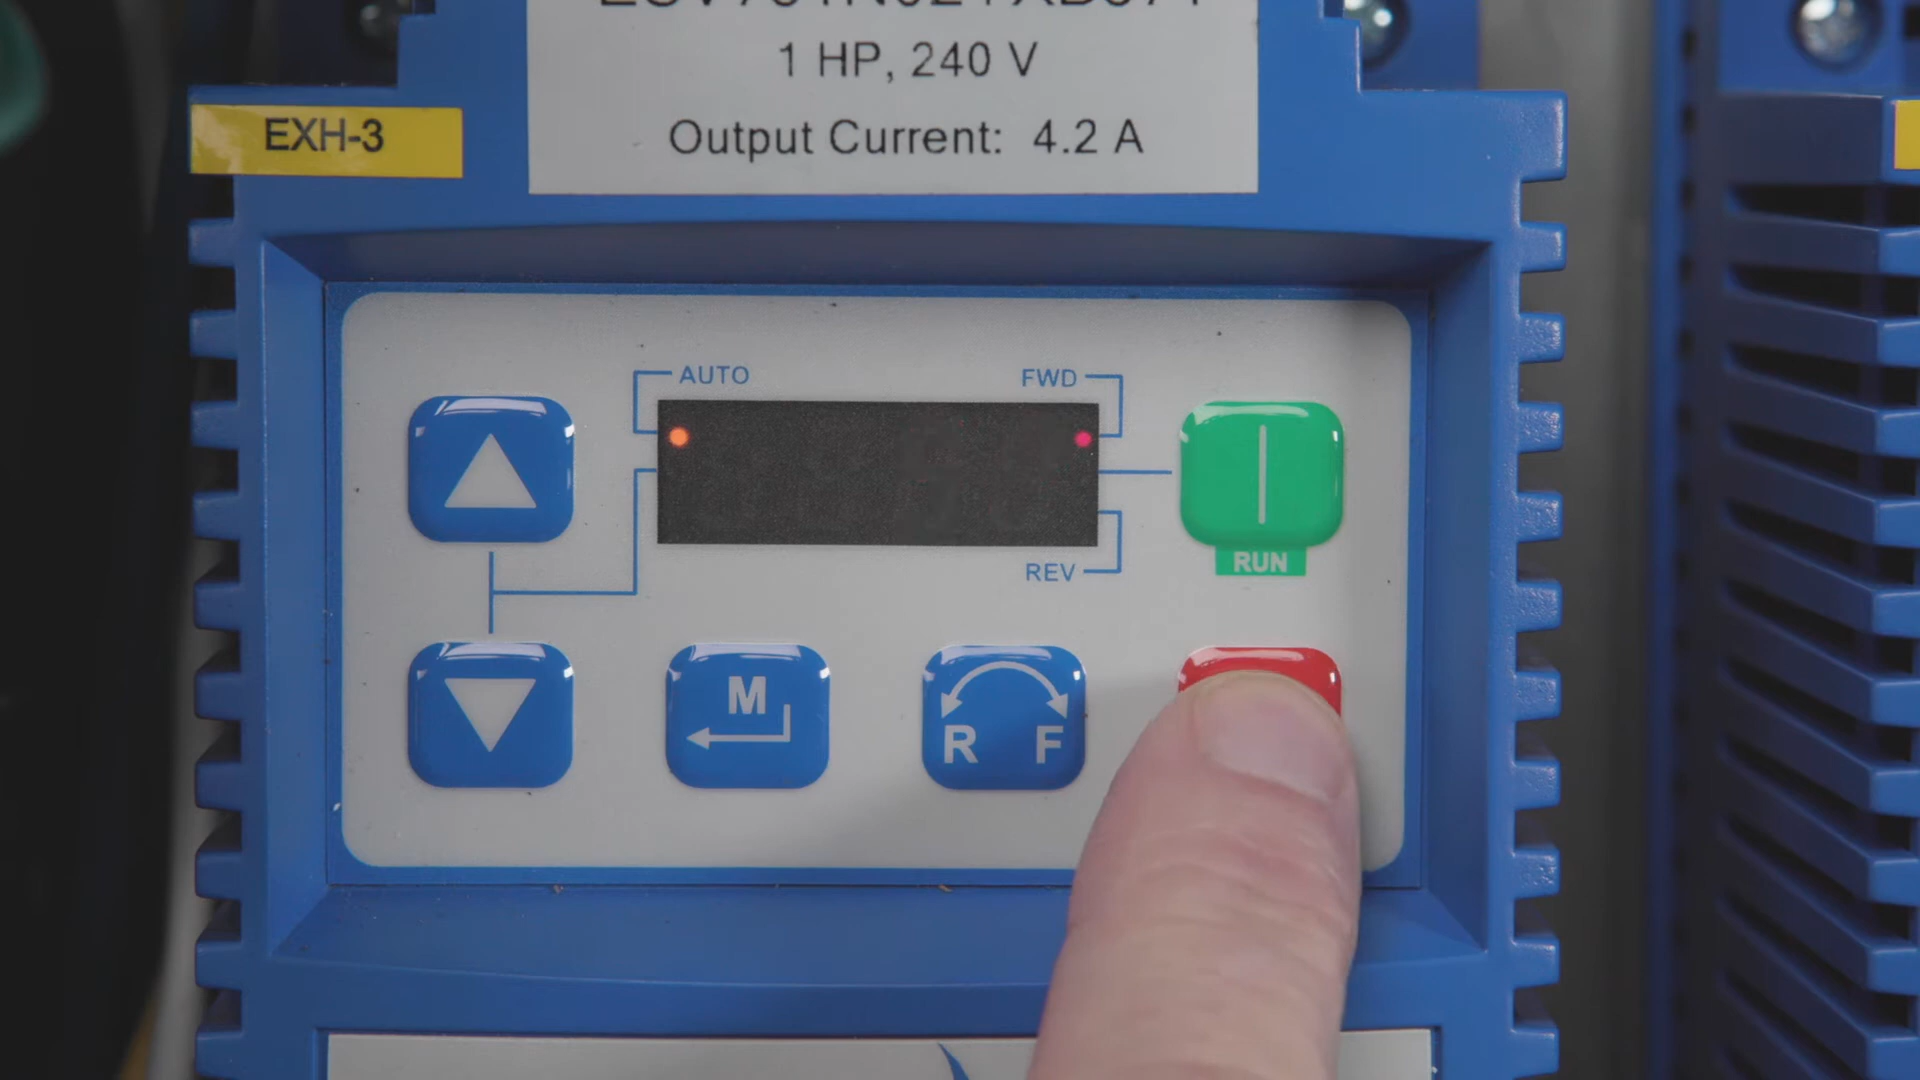 1 HP, 240 V
EXH-3
Output Current: 4.2 A
AUTO
FWD
RUN
REV
M
R F